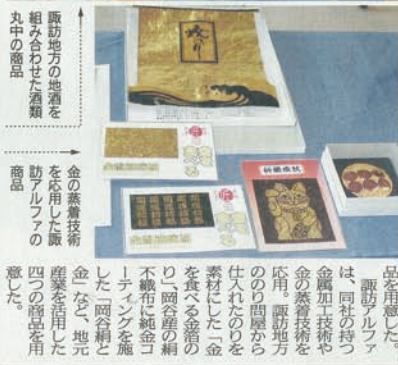 諏訪地方の地酒を
組み合わせた酒類
丸中の商品
金の蒸着技術
を応用した諏
訪アルファの
商品
祈願成就
品を用意した。
諏訪アルファ
は、同社の持つ
金属加工技術や
金の蒸着技術を
応用。諏訪地方
ののり問屋から
仕入れたのりを
素材にした「金
を食べる金箔の
り」、岡谷産の絹
不織布に純金コ
ーティングを施
した「岡谷絹と
金」など、地元
産業を活用した
四つの商品を用
意した。